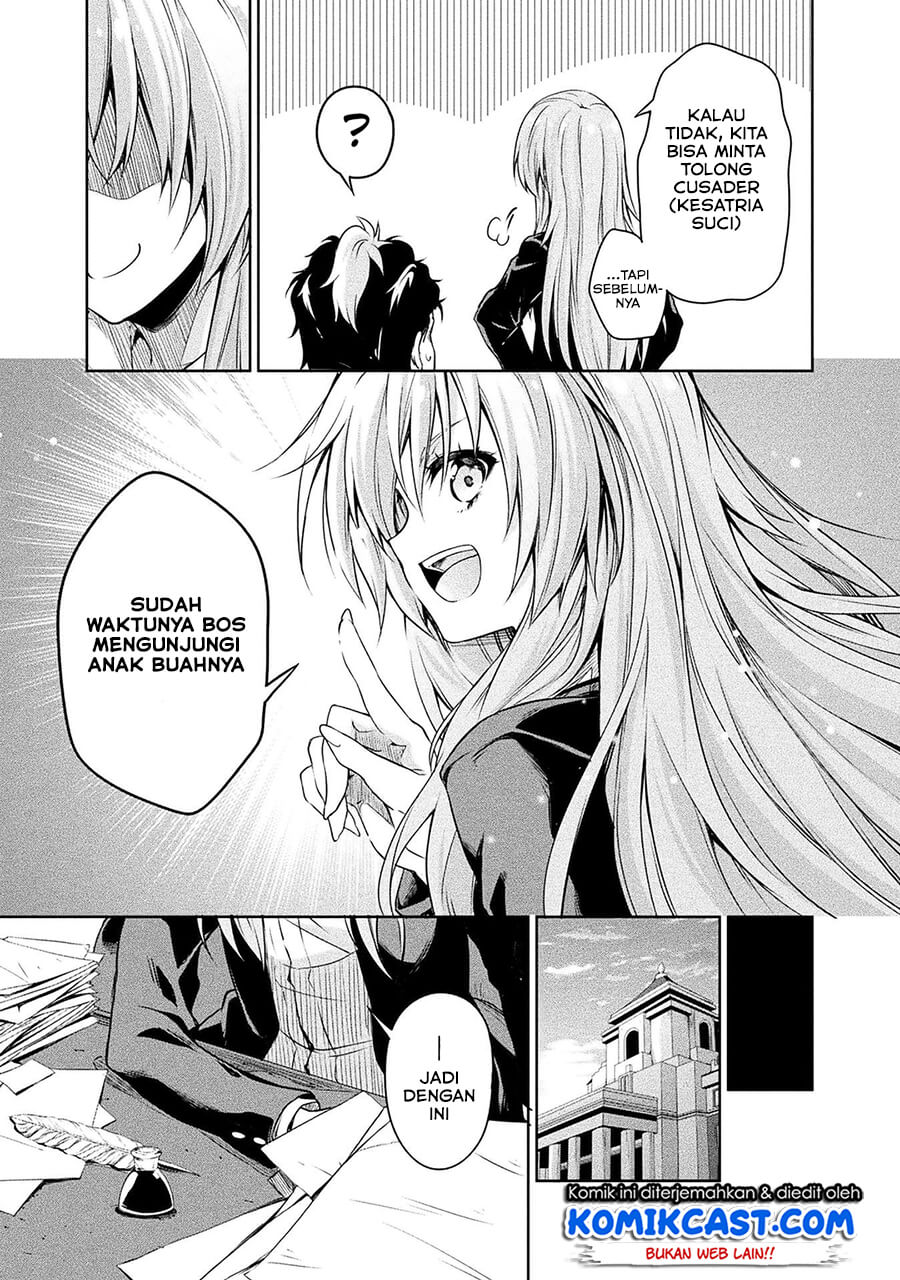 KALAU
TIDAK, KITA
BISA MINTA
TOLONG
CUSADER
(KESATRIA
SUCI)
...TAPI
SEBELUM-
NYA
?
SUDAH
WAKTUNYA BOS
MENGUNJUNGI
ANAK BUAHNYA
—
JADI
DENGAN
INI
Komik ini diterjemahkan & diedit oleh
KOMIKCAST.COM
BUKAN WEB LAIN!!